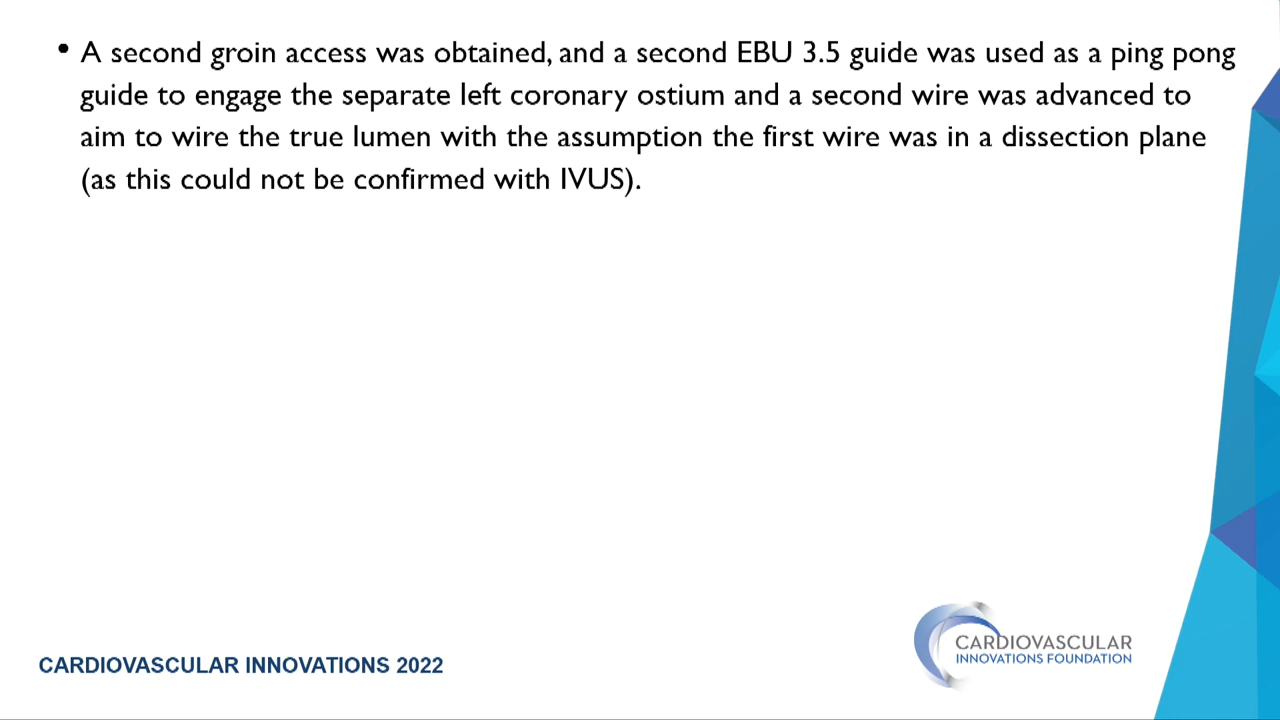 • A second groin access was obtained, and a second EBU 3.5 guide was used as a ping pong
guide to engage the separate left coronary ostium and a second wire was advanced to
aim to wire the true lumen with the assumption the first wire was in a dissection plane
(as this could not be confirmed with IVUS).
CARDIOVASCULAR
INNOVATIONS FOUNDATION
CARDIOVASCULAR INNOVATIONS 2022